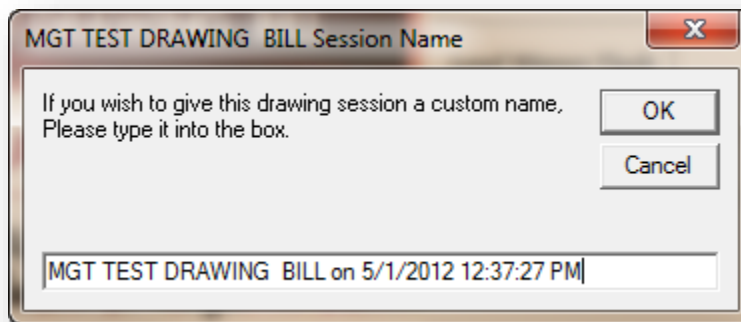 MGT TEST DRAWING  BILL Session Name
If you wish to give this drawing session a custom name,
Please type it into the box.
OK
Cancel
MGT TEST DRAWING  BILL on 5/1/2012 12:37:27 PM